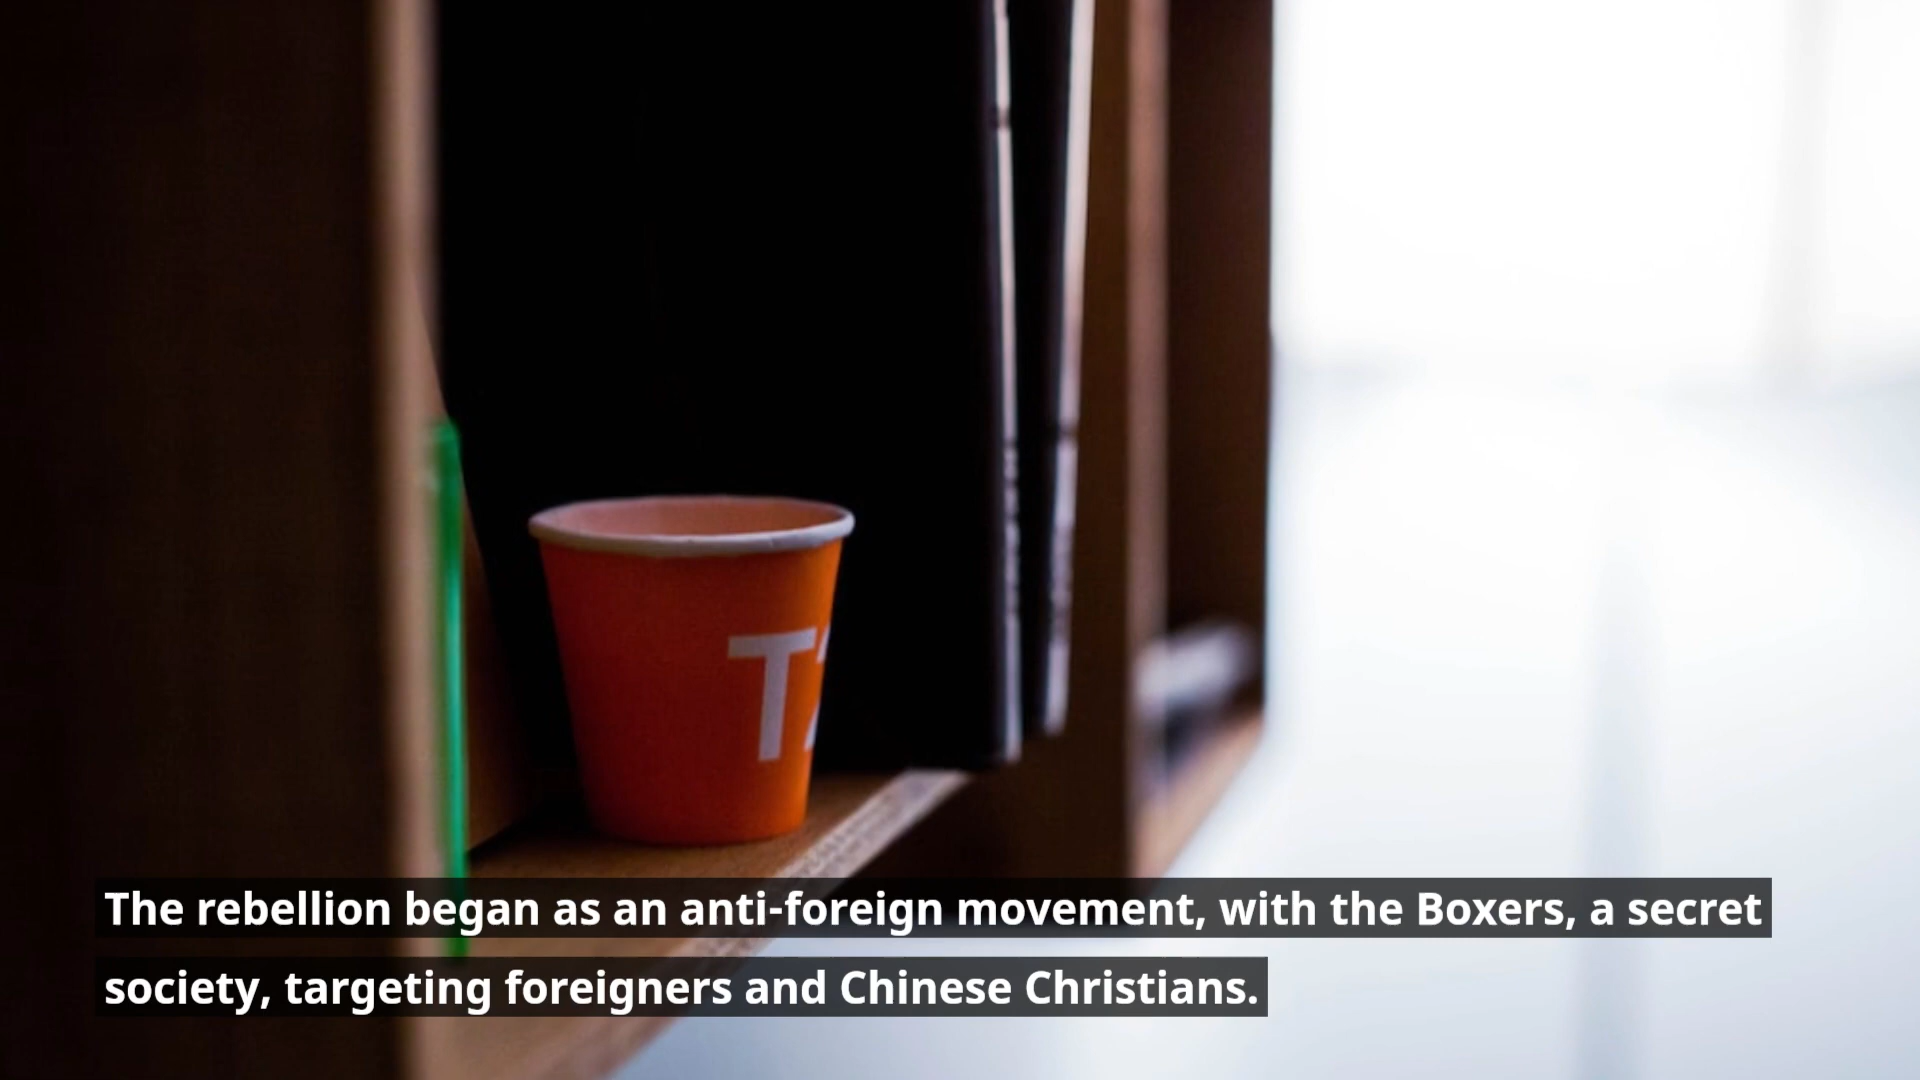 T
The rebellion began as an anti-foreign movement, with the Boxers, a secret
society, targeting foreigners and Chinese Christians.